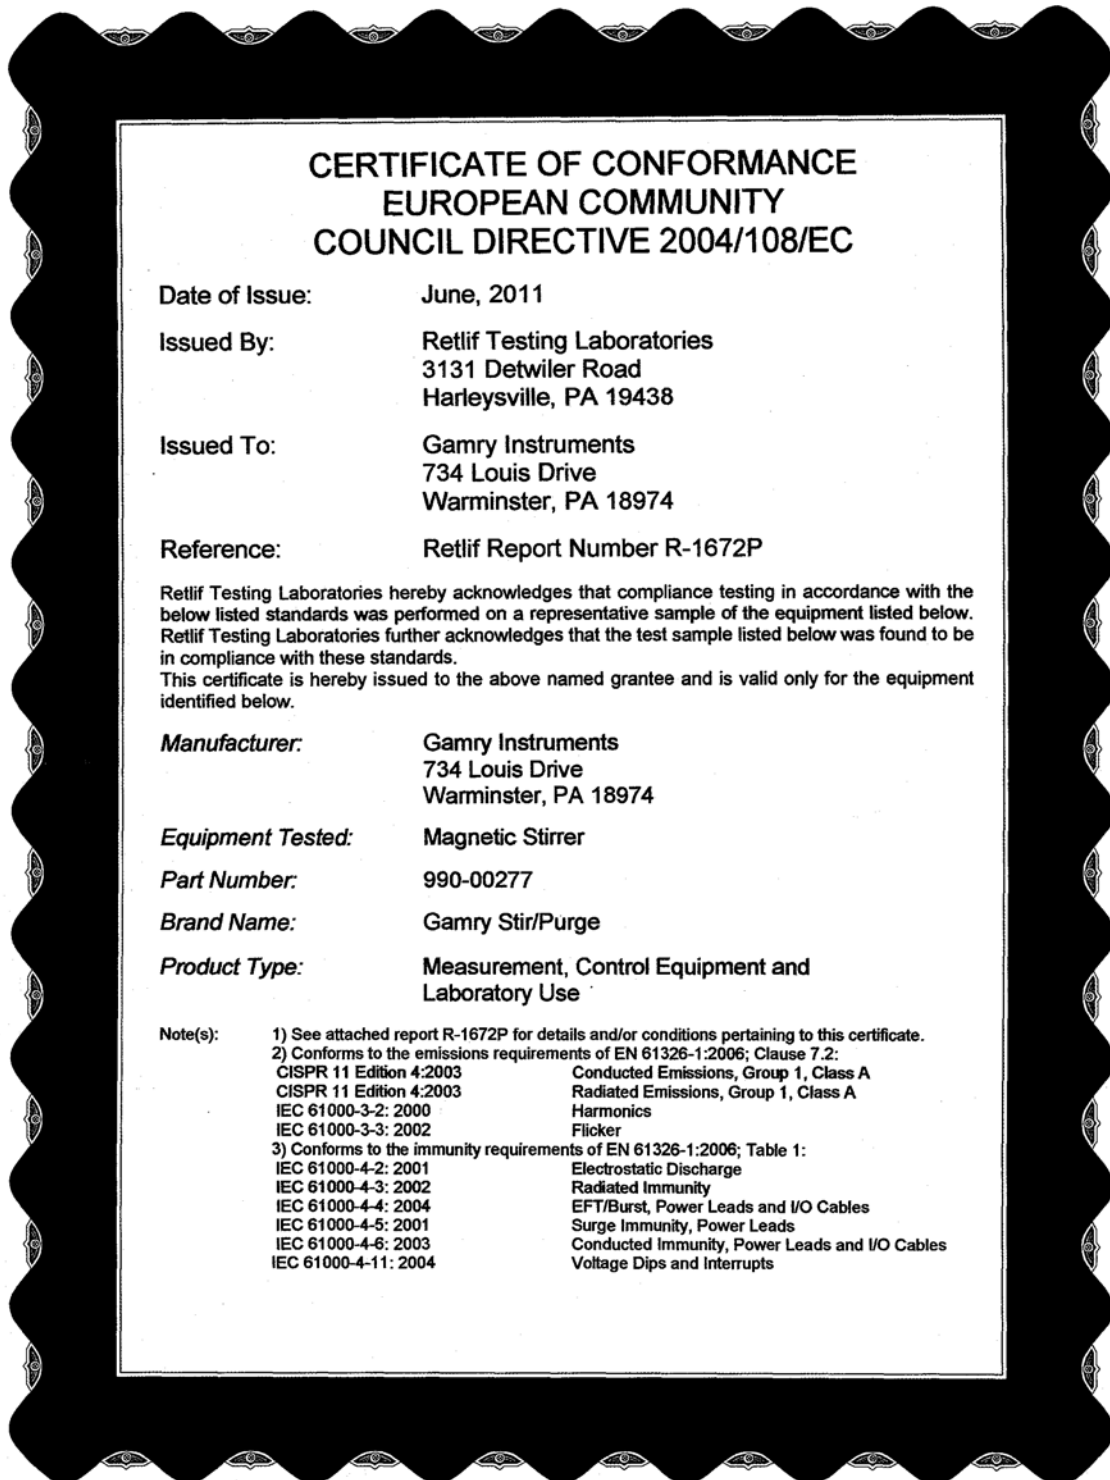 CERTIFICATE OF CONFORMANCE
EUROPEAN COMMUNITY
COUNCIL DIRECTIVE 2004/108/EC
Date of Issue: June, 2011
Issued By: Retlif Testing Laboratories
3131 Detwiler Road
Harleysville, PA 19438
Issued To: Gamry Instruments
734 Louis Drive
Warminster, PA 18974
Reference: Retlif Report Number R-1672P
Retlif Testing Laboratories hereby acknowledges that compliance testing in accordance with the
below listed standards was performed on a representative sample of the equipment listed below.
Retlif Testing Laboratories further acknowledges that the test sample listed below was found to be
in compliance with these standards.
This certificate is hereby issued to the above named grantee and is valid only for the equipment
identified below.
Manufacturer: Gamry Instruments
734 Louis Drive
Warminster, PA 18974
Equipment Tested: Magnetic Stirrer
Part Number: 990-00277
Brand Name: Gamry Stir/Purge
Product Type: Measurement, Control Equipment and
Laboratory Use
Note(s): 1) See attached report R-1672P for details and/or conditions pertaining to this certificate.
2) Conforms to the emissions requirements of EN 61326-1:2006; Clause 7.2:
CISPR 11 Edition 4:2003 Conducted Emissions, Group 1, Class A
CISPR 11 Edition 4:2003 Radiated Emissions, Group 1, Class A
IEC 61000-3-2: 2000 Harmonics
IEC 61000-3-3: 2002 Flicker
3) Conforms to the immunity requirements of EN 61326-1:2006; Table 1:
IEC 61000-4-2: 2001 Electrostatic Discharge
IEC 61000-4-3: 2002 Radiated Immunity
IEC 61000-4-4: 2004 EFT/Burst, Power Leads and I/O Cables
IEC 61000-4-5: 2001 Surge Immunity, Power Leads
IEC 61000-4-6: 2003 Conducted Immunity, Power Leads and I/O Cables
IEC 61000-4-11: 2004 Voltage Dips and Interrupts